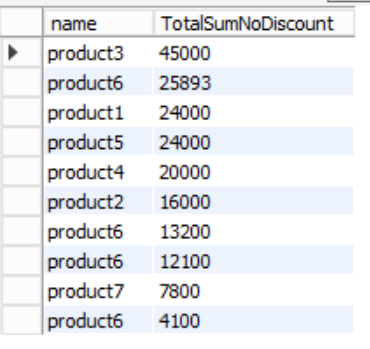 name TotalSumNoDiscount
product3 45000
product6 25893
product1 24000
product5 24000
product4 20000
product2 16000
product6 13200
product6 12100
product7 7800
product6 4100